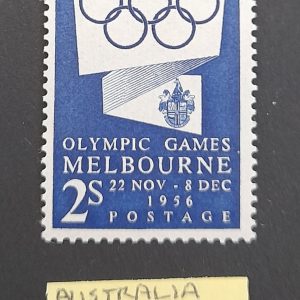 OLYMPIC GAMES
MELBOURNE
2S 22 NOV - 8 DEC
1956
POSTAGE
AUSTRALIA